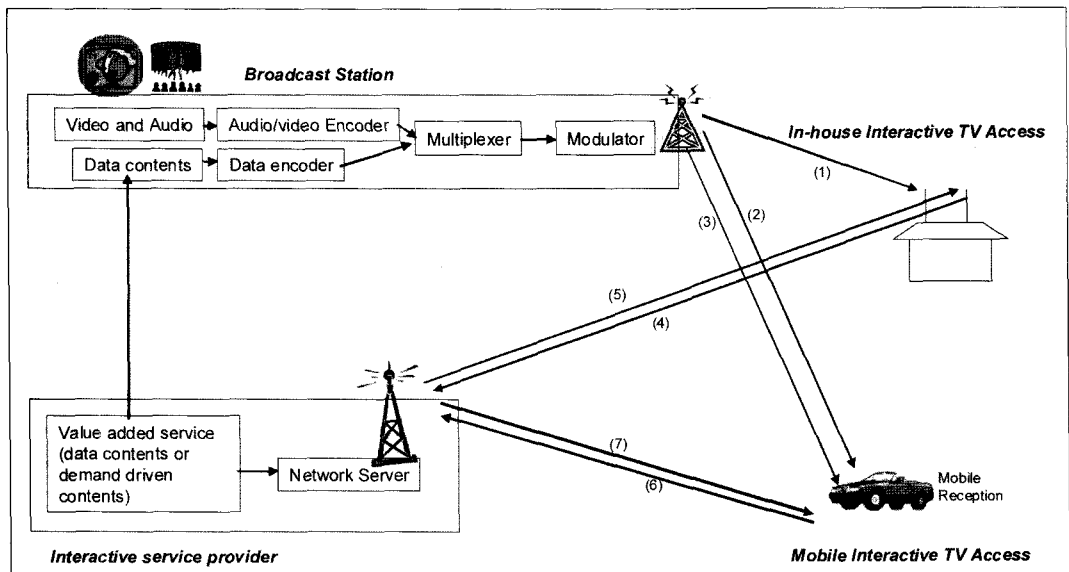 Broadcast Station
Video and Audio
Audio/video Encoder
Multiplexer
Modulator
Data contents
Data encoder
In-house Interactive TV Access
(1)
(2)
(3)
(5)
(4)
Value added service
(data contents or
demand driven
contents)
Network Server
(7)
(6)
Mobile
Reception
Interactive service provider
Mobile Interactive TV Access